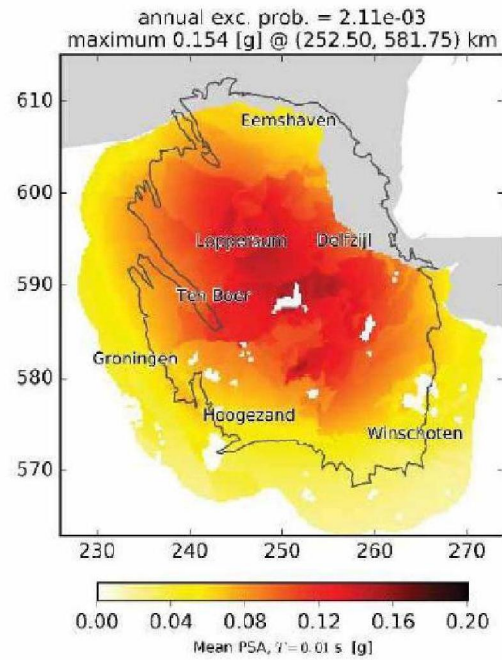 annual exc. prob. = 2.11e-03
maximum 0.154 [g] @ (252.50, 581.75) km
610
Eemshaven
600
Loppersum Delfzijl
590
Ten Boer
Groningen
580
Hoogezand
Winschoten
570
230 240 250 260 270
0.00 0.04 0.08 0.12 0.16 0.20
Mean PSA, T = 0.01 s [g]